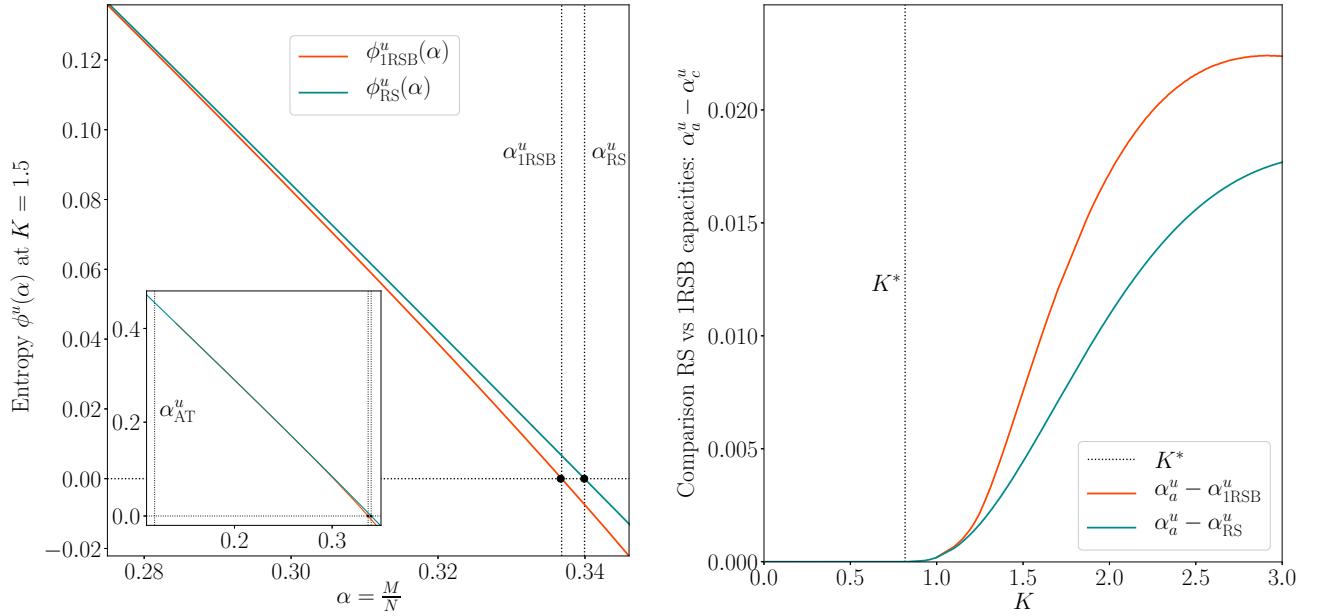 Entropy ϕ^u(α) at K = 1.5
0.12
0.10
0.08
0.06
0.04
0.02
0.00
−0.02
0.28
0.30
0.32
0.34
α = M/N
ϕ^u_1RSB(α)
ϕ^u_RS(α)
α^u_1RSB
α^u_RS
0.4
0.2
0.0
α^u_AT
0.2
0.3
Comparison RS vs 1RSB capacities: α^u_a − α^u_c
0.020
0.015
0.010
0.005
0.000
0.0
0.5
1.0
1.5
2.0
2.5
3.0
K
K*
K*
α^u_a − α^u_1RSB
α^u_a − α^u_RS